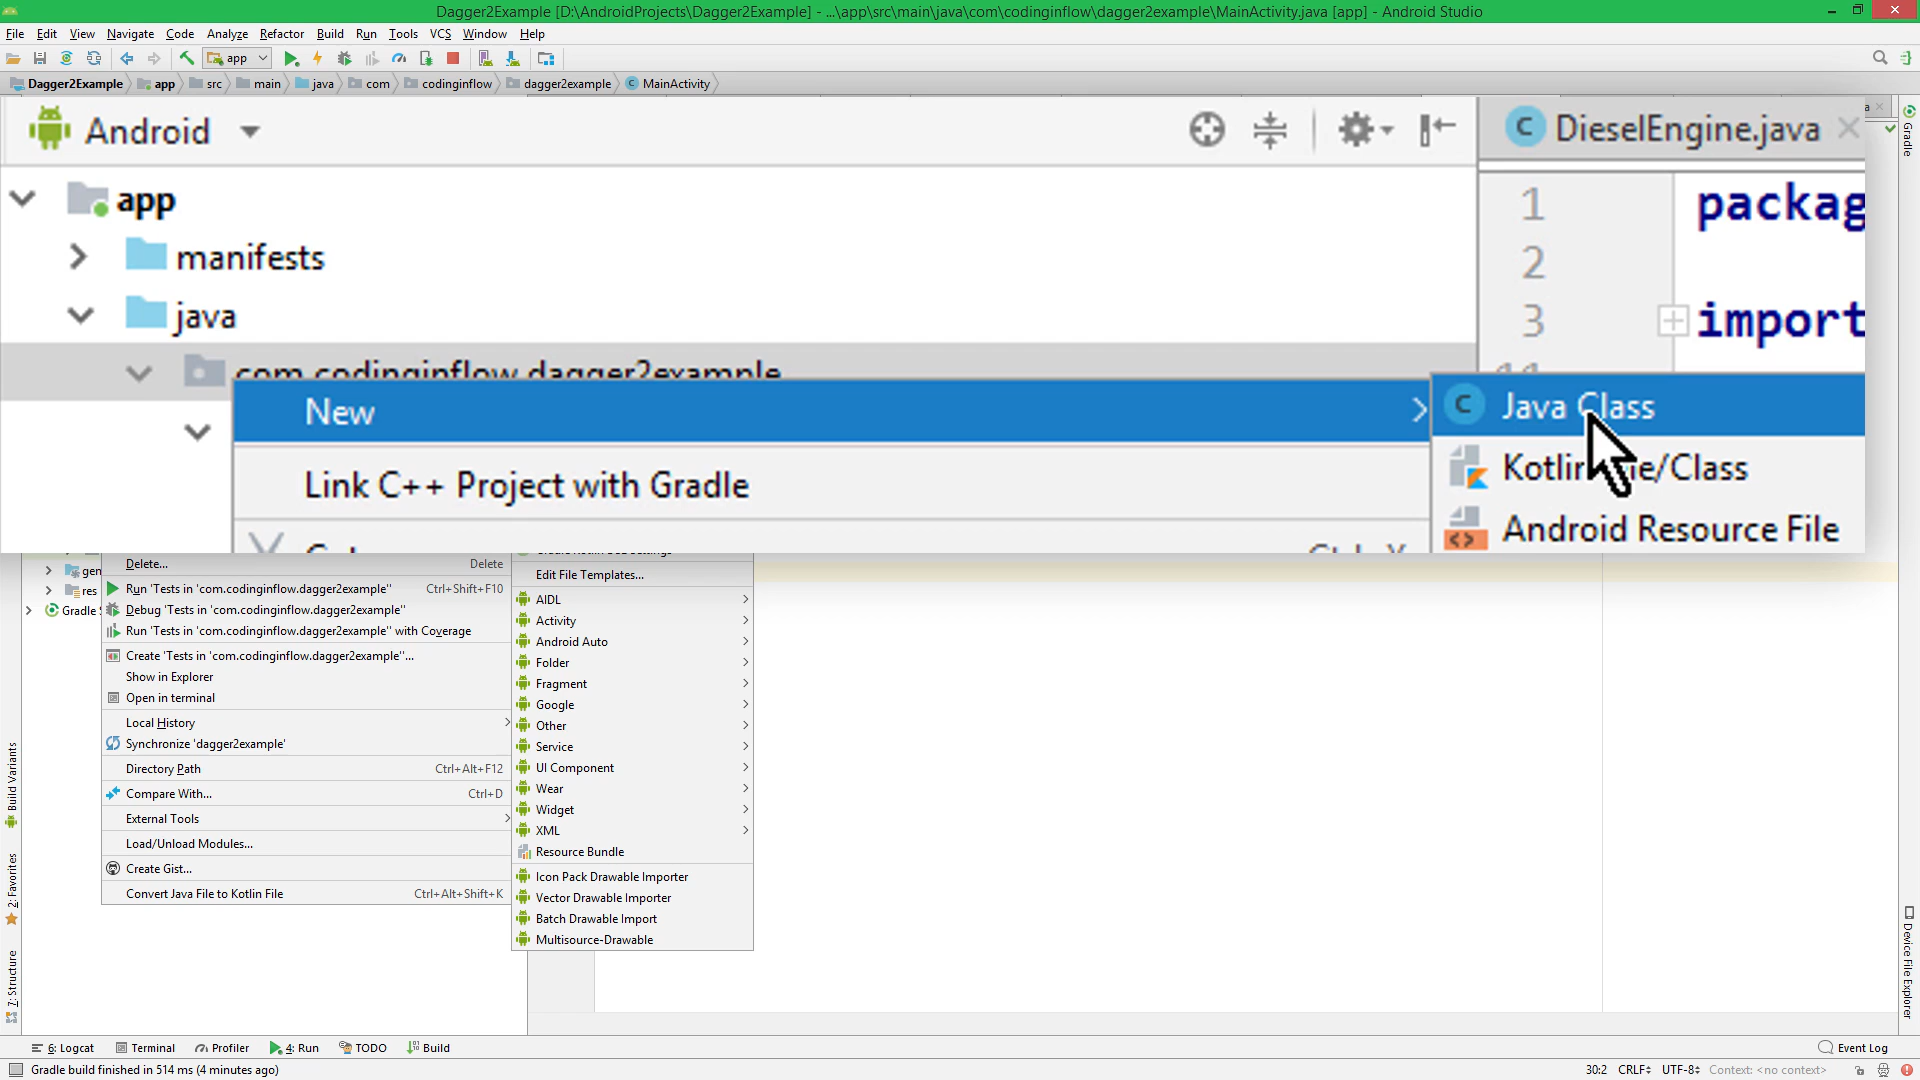 Dagger2Example [D:\AndroidProjects\Dagger2Example] - ...\app\src\main\java\com\codinginflow\dagger2example\MainActivity.java [app] - Android Studio
File Edit View Navigate Code Analyze Refactor Build Run Tools VCS Window Help
app
Dagger2Example app src main java com codinginflow dagger2example MainActivity
Android
DieselEngine.java
app
manifests
java
com.codinginflow.dagger2example
1 packag
2
3 import
New
Link C++ Project with Gradle
Java Class
Class
Android Resource File
Gradle
gen
res
Gradle
Delete... Delete
Run 'Tests in 'com.codinginflow.dagger2example'' Ctrl+Shift+F10
Debug 'Tests in 'com.codinginflow.dagger2example''
Run 'Tests in 'com.codinginflow.dagger2example'' with Coverage
Create 'Tests in 'com.codinginflow.dagger2example''...
Show in Explorer
Open in terminal
Local History
Synchronize 'dagger2example'
Directory Path Ctrl+Alt+F12
Compare With... Ctrl+D
External Tools
Load/Unload Modules...
Create Gist...
Convert Java File to Kotlin File Ctrl+Alt+Shift+K
Edit File Templates...
AIDL
Activity
Android Auto
Folder
Fragment
Google
Other
Service
UI Component
Wear
Widget
XML
Resource Bundle
Icon Pack Drawable Importer
Vector Drawable Importer
Batch Drawable Import
Multisource-Drawable
Build Variants
2: Favorites
7: Structure
Device File Explorer
6: Logcat Terminal Profiler 4: Run TODO Build Event Log
Gradle build finished in 514 ms (4 minutes ago) 30:2 CRLF UTF-8 Context: <no context>